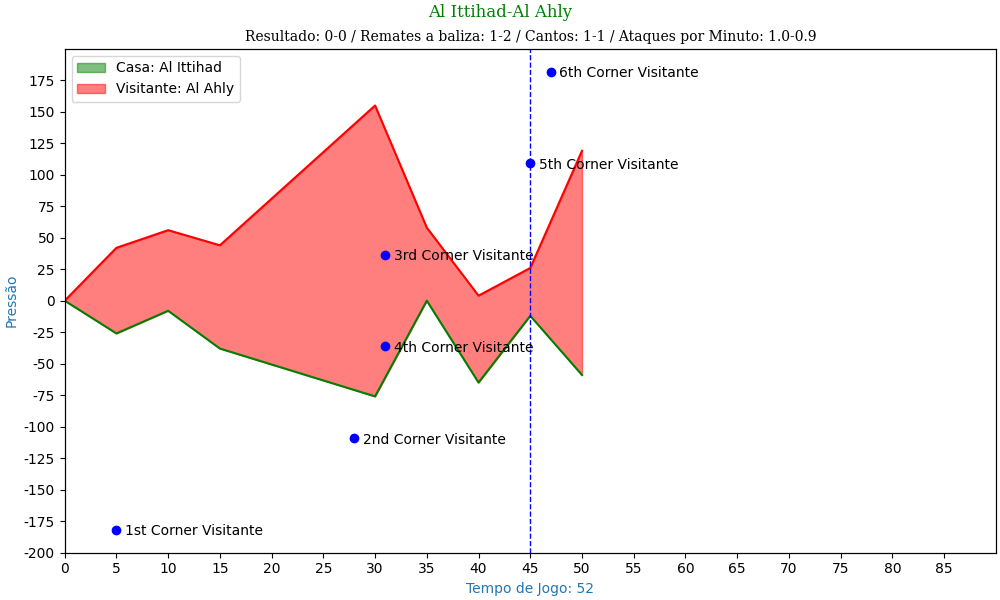 Al Ittihad-Al Ahly
Resultado: 0-0 / Remates a baliza: 1-2 / Cantos: 1-1 / Ataques por Minuto: 1.0-0.9
Casa: Al Ittihad
Visitante: Al Ahly
6th Corner Visitante
5th Corner Visitante
3rd Corner Visitante
4th Corner Visitante
2nd Corner Visitante
1st Corner Visitante
Pressão
175
150
125
100
75
50
25
0
-25
-50
-75
-100
-125
-150
-175
-200
0 5 10 15 20 25 30 35 40 45 50 55 60 65 70 75 80 85
Tempo de Jogo: 52